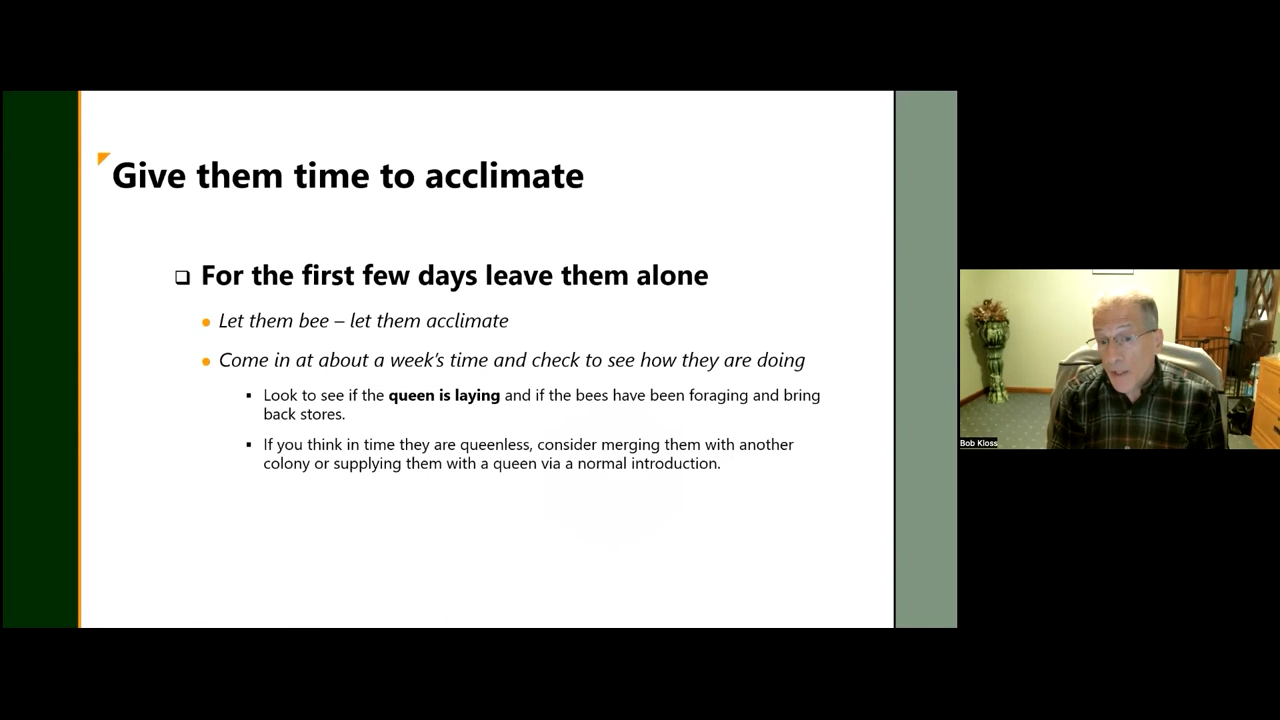 Give them time to acclimate
For the first few days leave them alone
Let them bee – let them acclimate
Come in at about a week's time and check to see how they are doing
Look to see if the queen is laying and if the bees have been foraging and bring
back stores.
If you think in time they are queenless, consider merging them with another
colony or supplying them with a queen via a normal introduction.
Bob Kloss